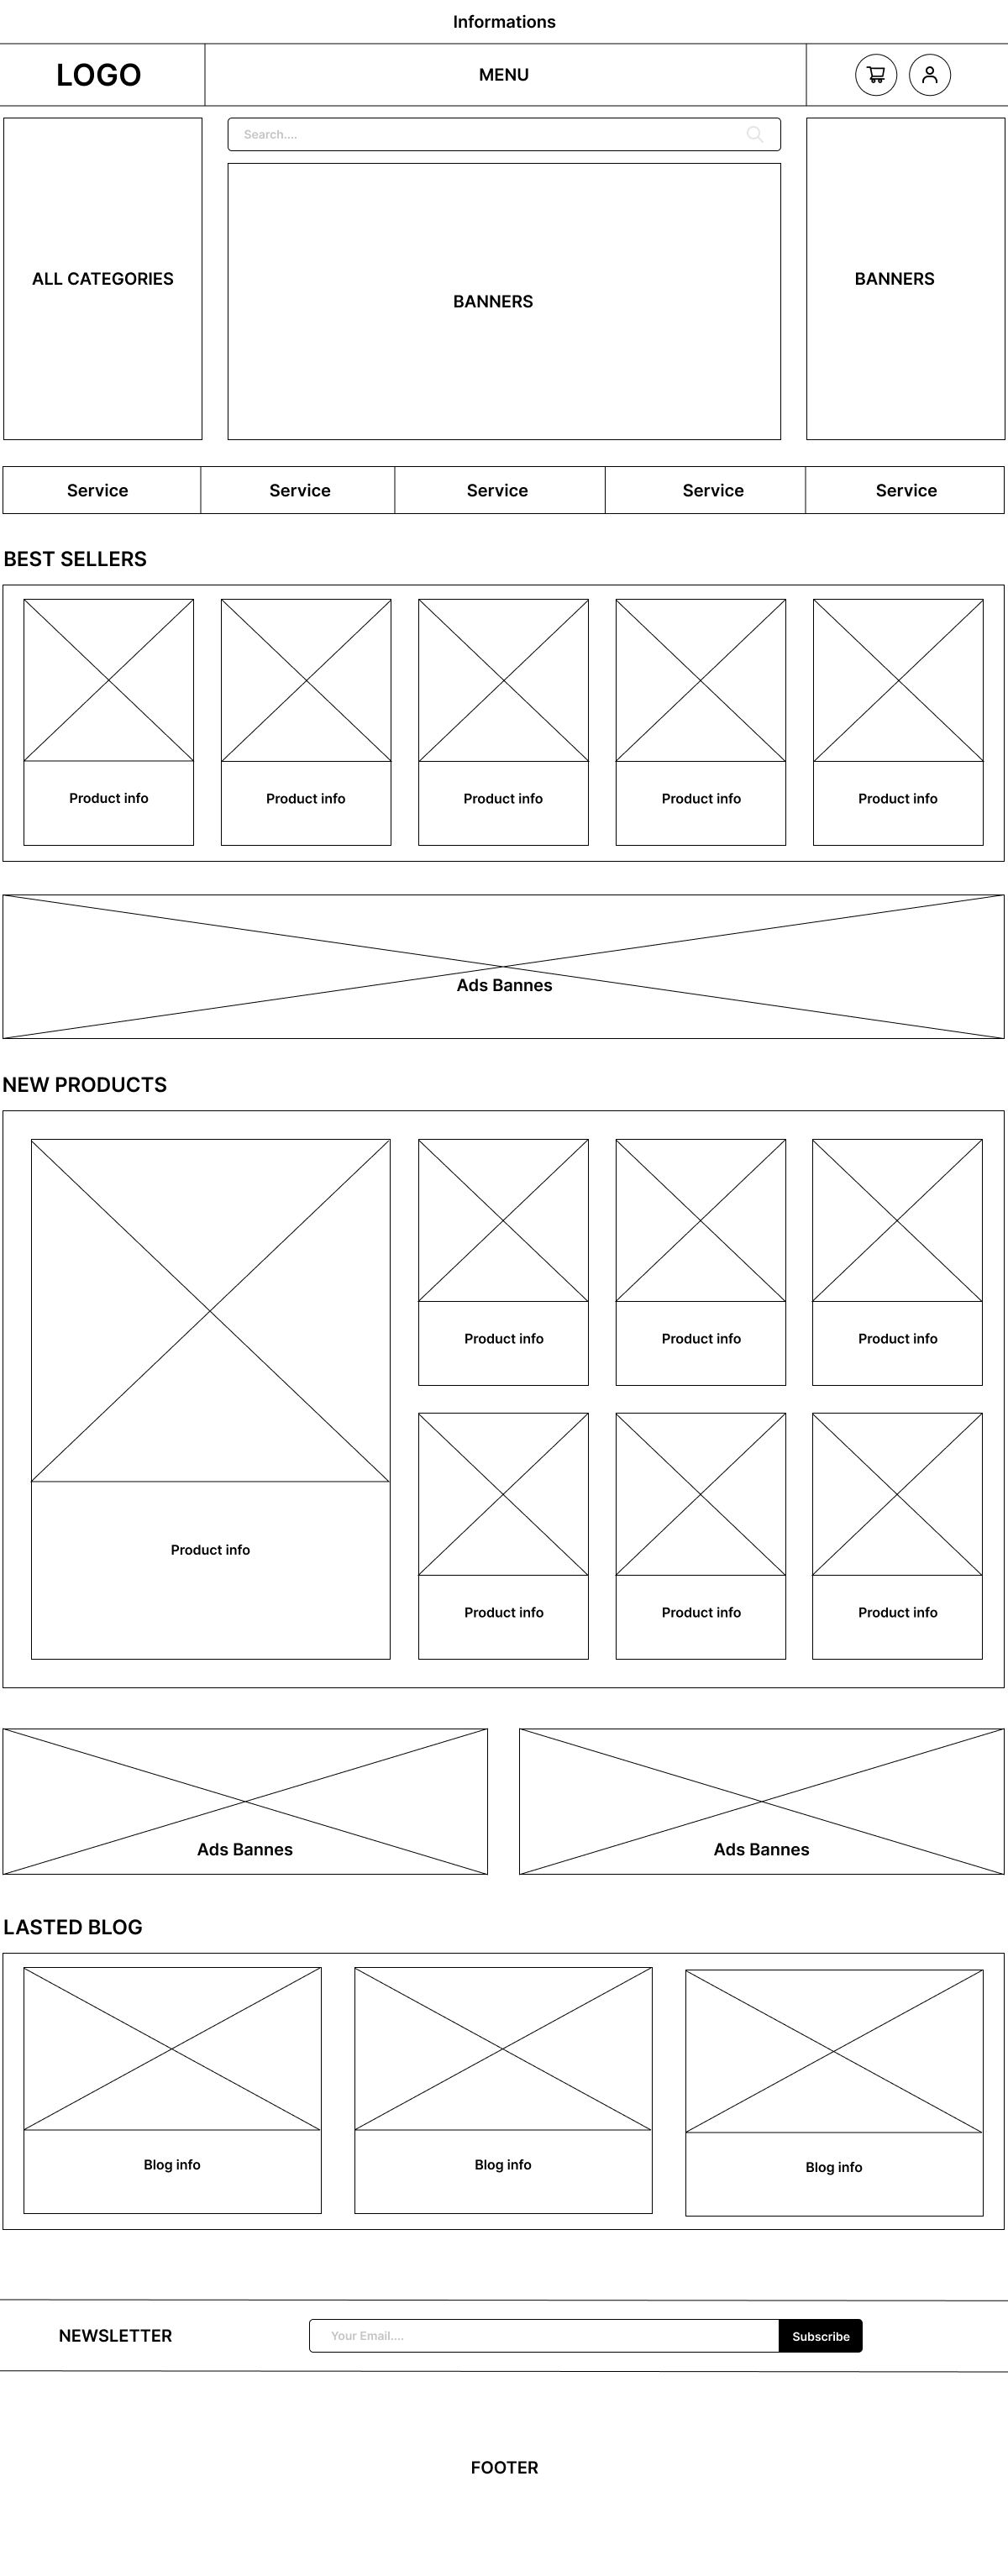 Informations
LOGO
MENU
Search....
ALL CATEGORIES
BANNERS
BANNERS
Service
Service
Service
Service
Service
BEST SELLERS
Product info
Product info
Product info
Product info
Product info
Ads Bannes
NEW PRODUCTS
Product info
Product info
Product info
Product info
Product info
Product info
Product info
Ads Bannes
Ads Bannes
LASTED BLOG
Blog info
Blog info
Blog info
NEWSLETTER
Your Email....
Subscribe
FOOTER